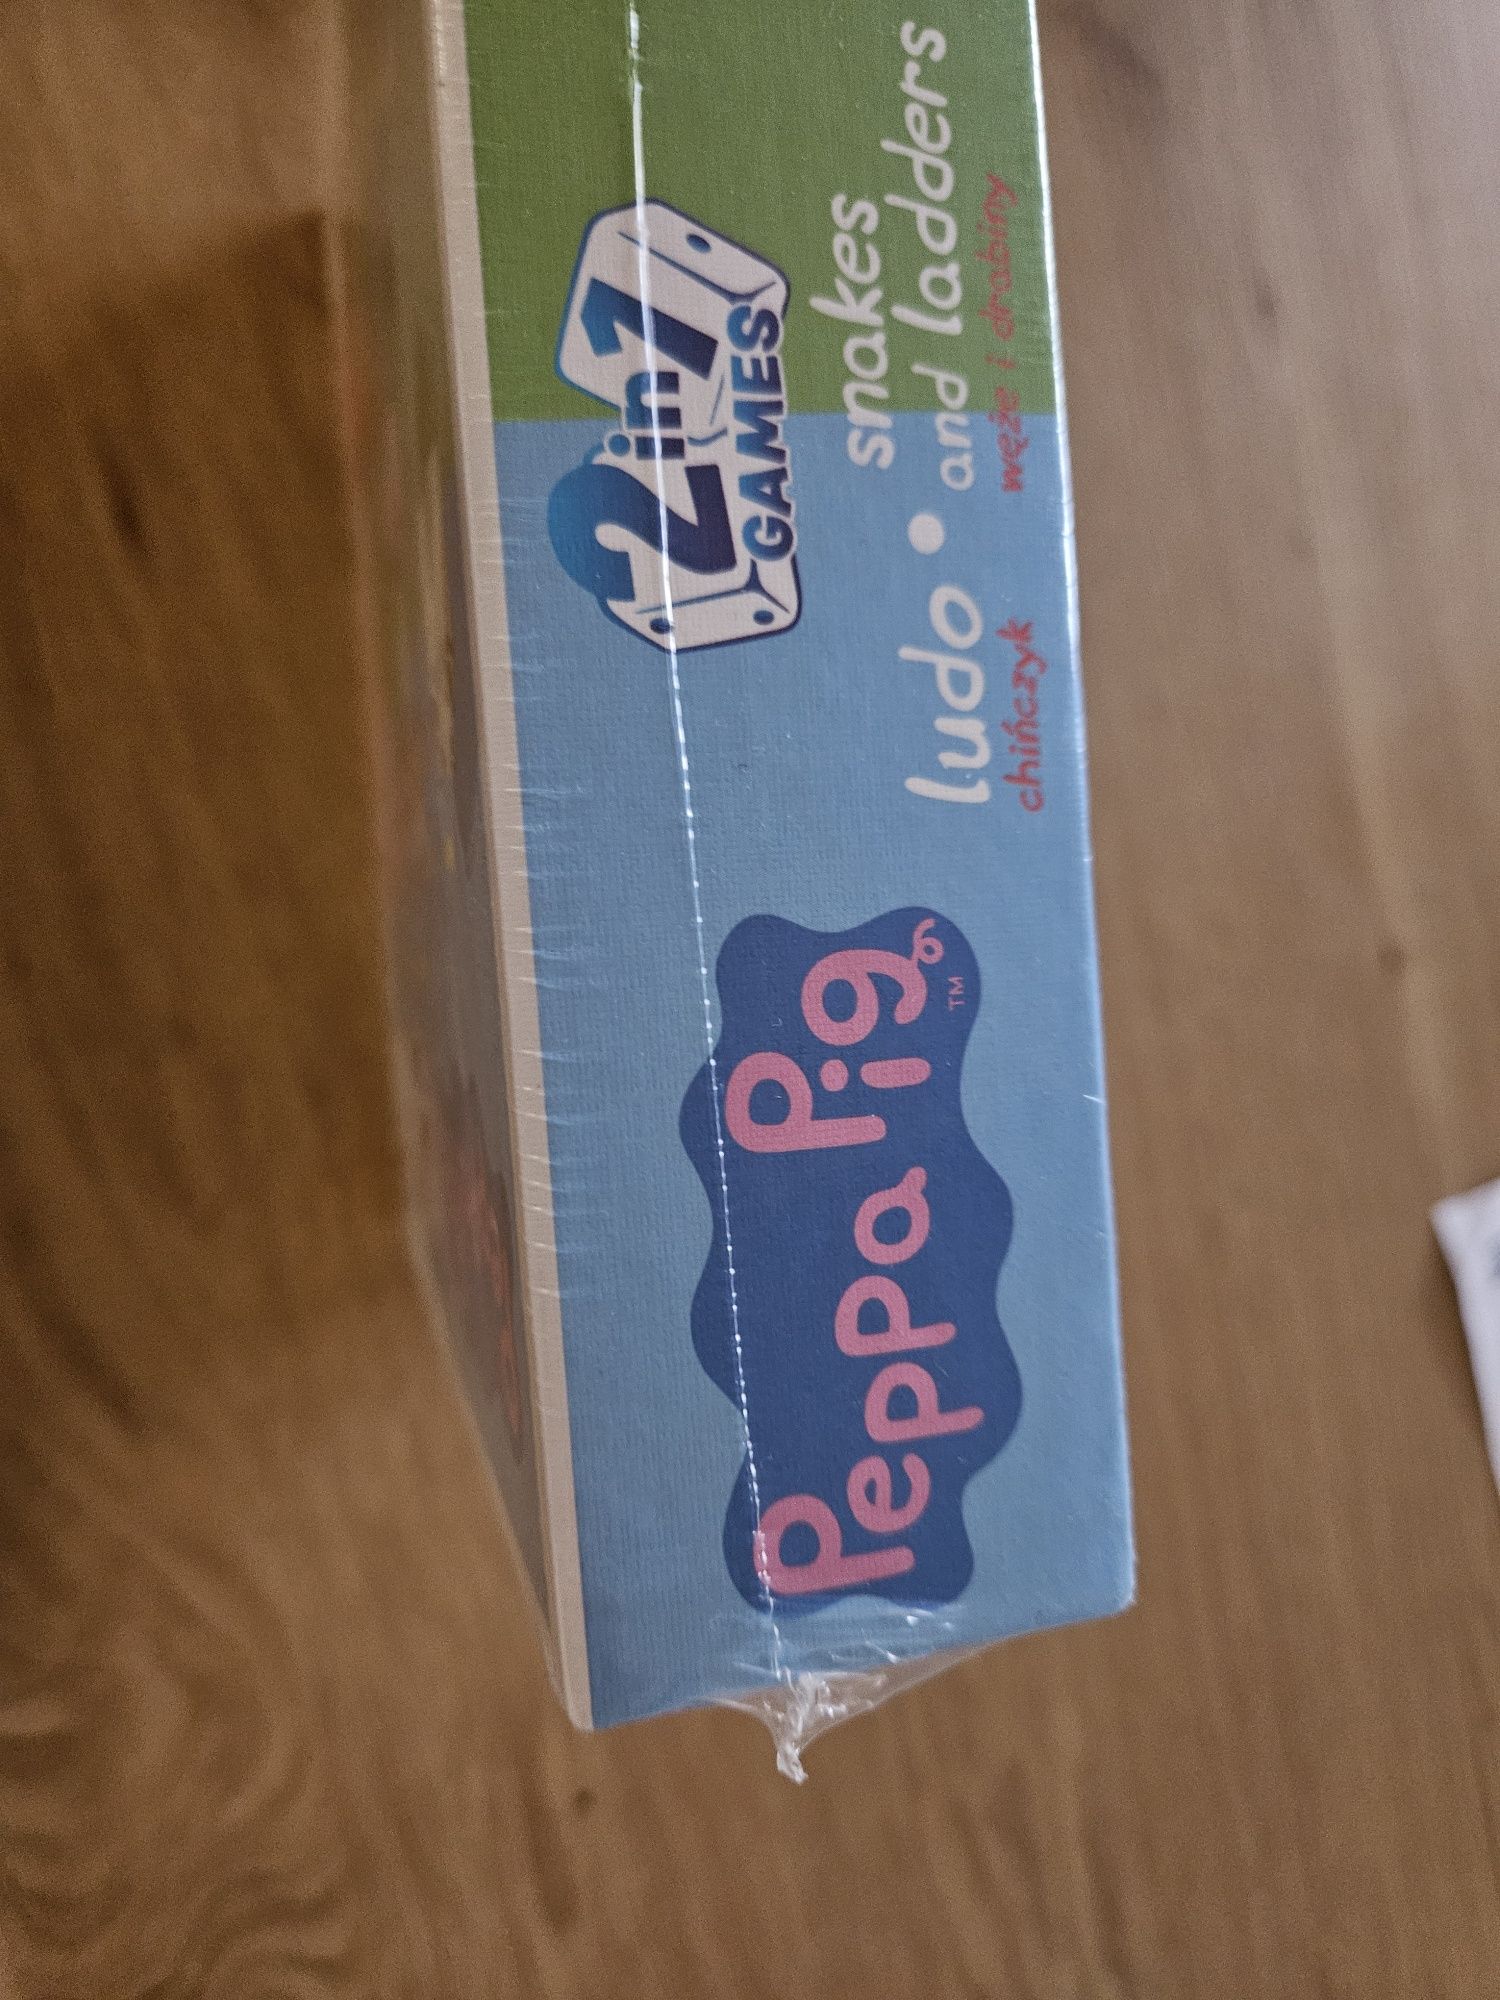 Peppa Pig
TM
2 in 1
GAMES
ludo • snakes
and ladders
chińczyk
węże i drabiny